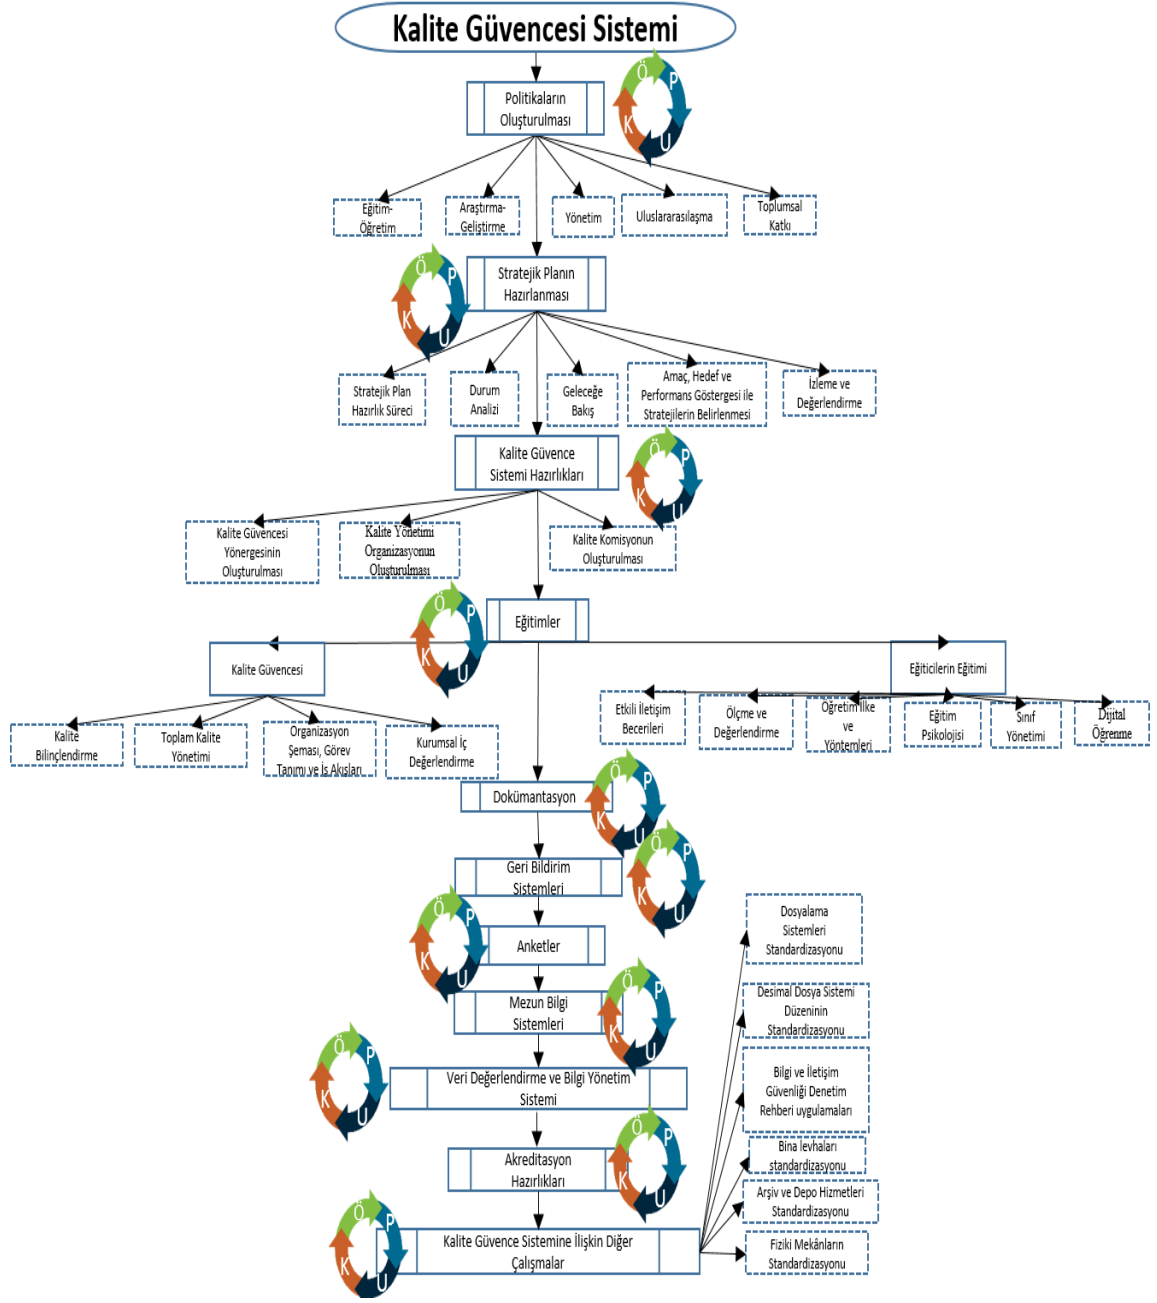 Kalite Güvencesi Sistemi
Politikaların
Oluşturulması
Ö
P
U
K
Eğitim-
Öğretim
Araştırma-
Geliştirme
Yönetim
Uluslararasılaşma
Toplumsal
Katkı
Stratejik Planın
Hazırlanması
Ö
P
U
K
Stratejik Plan
Hazırlık Süreci
Durum
Analizi
Geleceğe
Bakış
Amaç, Hedef ve
Performans Göstergesi ile
Stratejilerin Belirlenmesi
İzleme ve
Değerlendirme
Kalite Güvence
Sistemi Hazırlıkları
Ö
P
U
K
Kalite Güvencesi
Yönergesinin
Oluşturulması
Kalite Yönetimi
Organizasyonun
Oluşturulması
Kalite Komisyonun
Oluşturulması
Eğitimler
Ö
P
U
K
Kalite Güvencesi
Eğiticilerin Eğitimi
Kalite
Bilinçlendirme
Toplam Kalite
Yönetimi
Organizasyon
Şeması, Görev
Tanımı ve İş Akışları
Kurumsal İç
Değerlendirme
Etkili İletişim
Becerileri
Ölçme ve
Değerlendirme
Öğretim İlke
ve
Yöntemleri
Eğitim
Psikolojisi
Sınıf
Yönetimi
Dijital
Öğrenme
Dokümantasyon
Ö
P
U
K
Geri Bildirim
Sistemleri
Ö
P
U
K
Anketler
Ö
P
U
K
Mezun Bilgi
Sistemleri
Ö
P
U
K
Veri Değerlendirme ve Bilgi Yönetim
Sistemi
Ö
P
U
K
Akreditasyon
Hazırlıkları
Ö
P
U
K
Kalite Güvence Sistemine İlişkin Diğer
Çalışmalar
Ö
P
U
K
Dosyalama
Sistemleri
Standardizasyonu
Desimal Dosya Sistemi
Düzeninin
Standardizasyonu
Bilgi ve İletişim
Güvenliği Denetim
Rehberi uygulamaları
Bina levhaları
standardizasyonu
Arşiv ve Depo Hizmetleri
Standardizasyonu
Fiziki Mekânların
Standardizasyonu